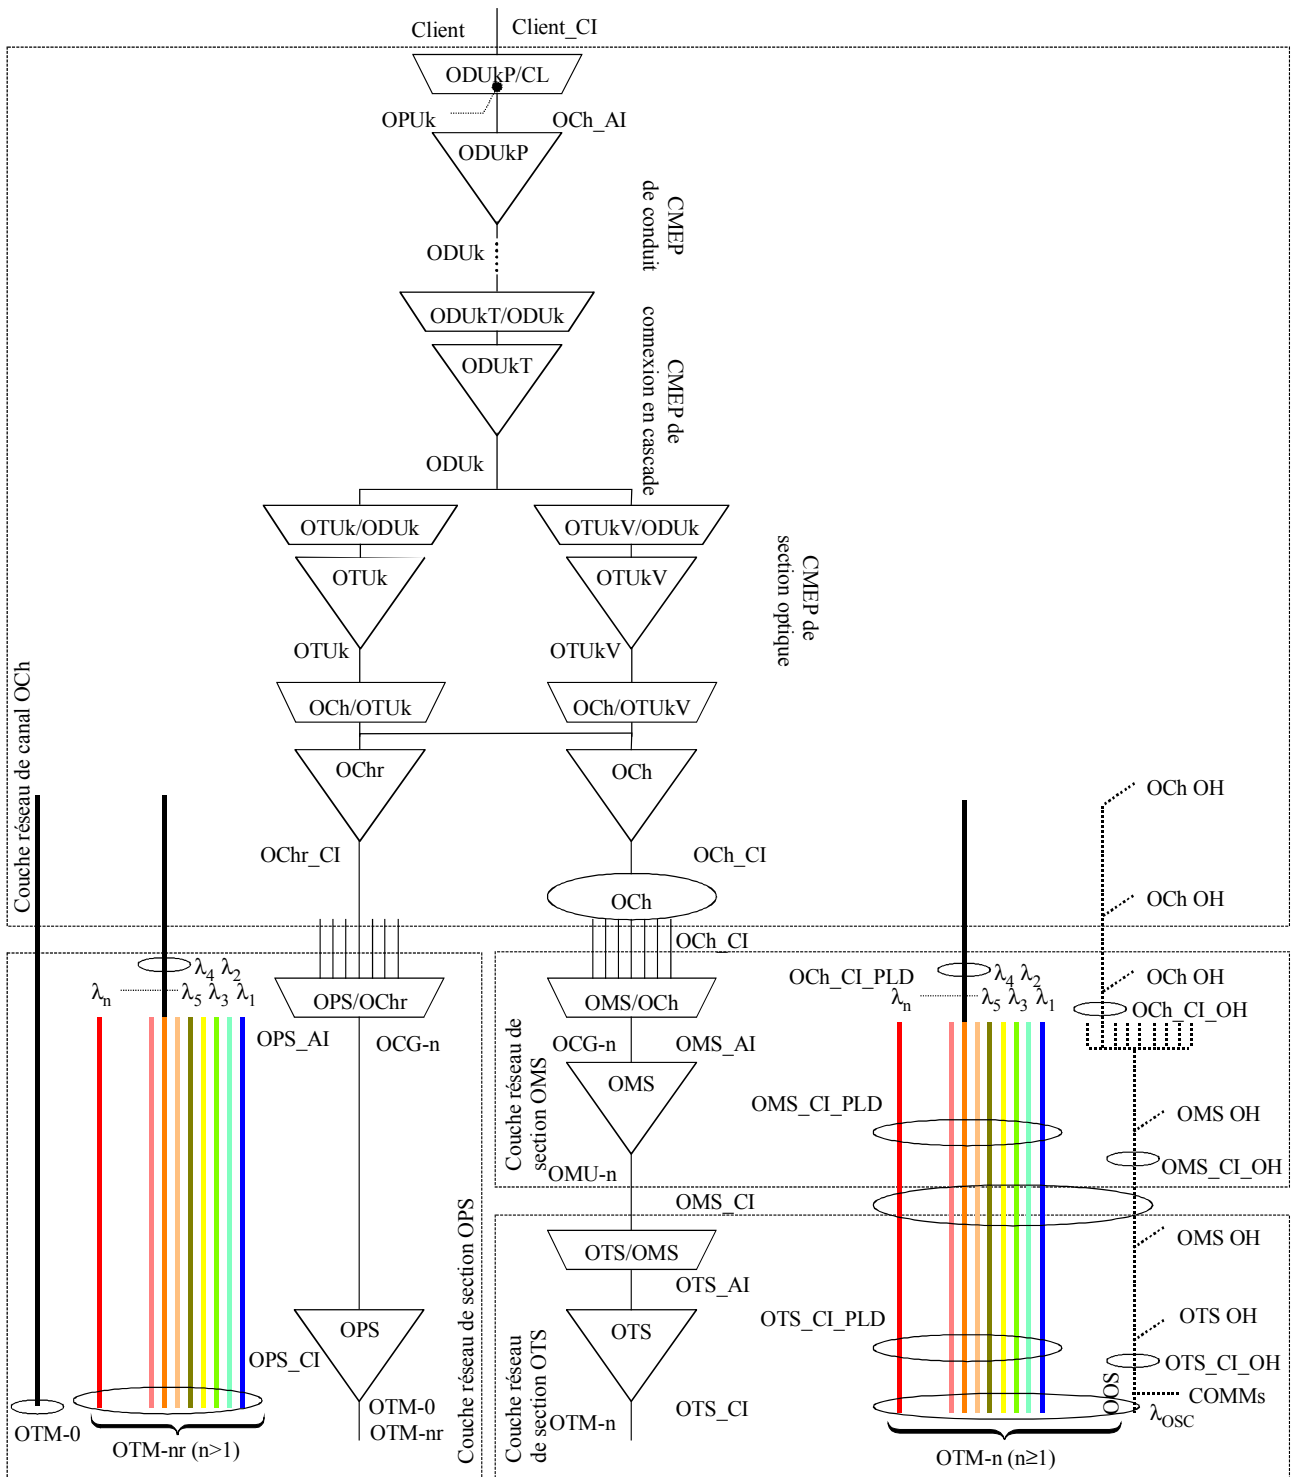 Client
Client_CI
ODUkP/CL
OPUk
OCh_AI
ODUkP
CMEP
de conduit
ODUk
ODUkT/ODUk
ODUkT
CMEP de
connexion en cascade
ODUk
OTUk/ODUk
OTUkV/ODUk
OTUk
OTUkV
CMEP de
section optique
OTUk
OTUkV
OCh/OTUk
OCh/OTUkV
OChr
OCh
Couche réseau de canal OCh
OChr_CI
OCh_CI
OCh
OCh OH
OCh OH
OCh_CI
λ4 λ2
λn
λ5 λ3 λ1
OPS/OChr
OPS_AI
OCG-n
OMS/OCh
OCG-n
OMS_AI
OMS
Couche réseau de
section OMS
OMU-n
OMS_CI
OCh_CI_PLD
λ4 λ2
λn
λ5 λ3 λ1
OCh OH
OCh_CI_OH
OMS_CI_PLD
OMS OH
OMS_CI_OH
OMS OH
OTS/OMS
OTS_AI
OTS
Couche réseau
de section OTS
OTS_CI_PLD
OTS OH
OTS_CI_OH
OOS
COMMs
λOSC
OPS
OPS_CI
Couche réseau de section OPS
OTM-0
OTM-nr
OTM-0
OTM-nr (n>1)
OTM-n
OTS_CI
OTM-n (n≥1)